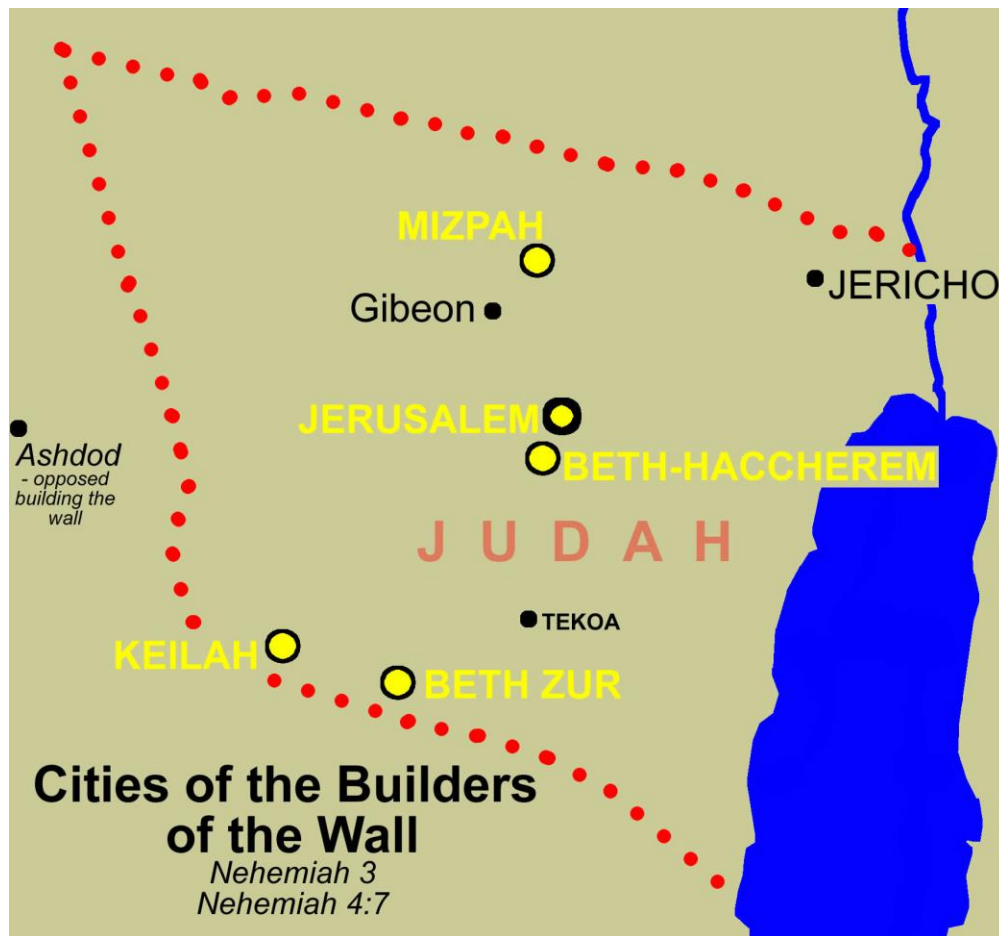 MIZPAH
JERICHO
Gibeon
JERUSALEM
Ashdod
- opposed
building the
wall
BETH-HACCHEREM
JUDAH
TEKOA
KEILAH
BETH ZUR
Cities of the Builders
of the Wall
Nehemiah 3
Nehemiah 4:7